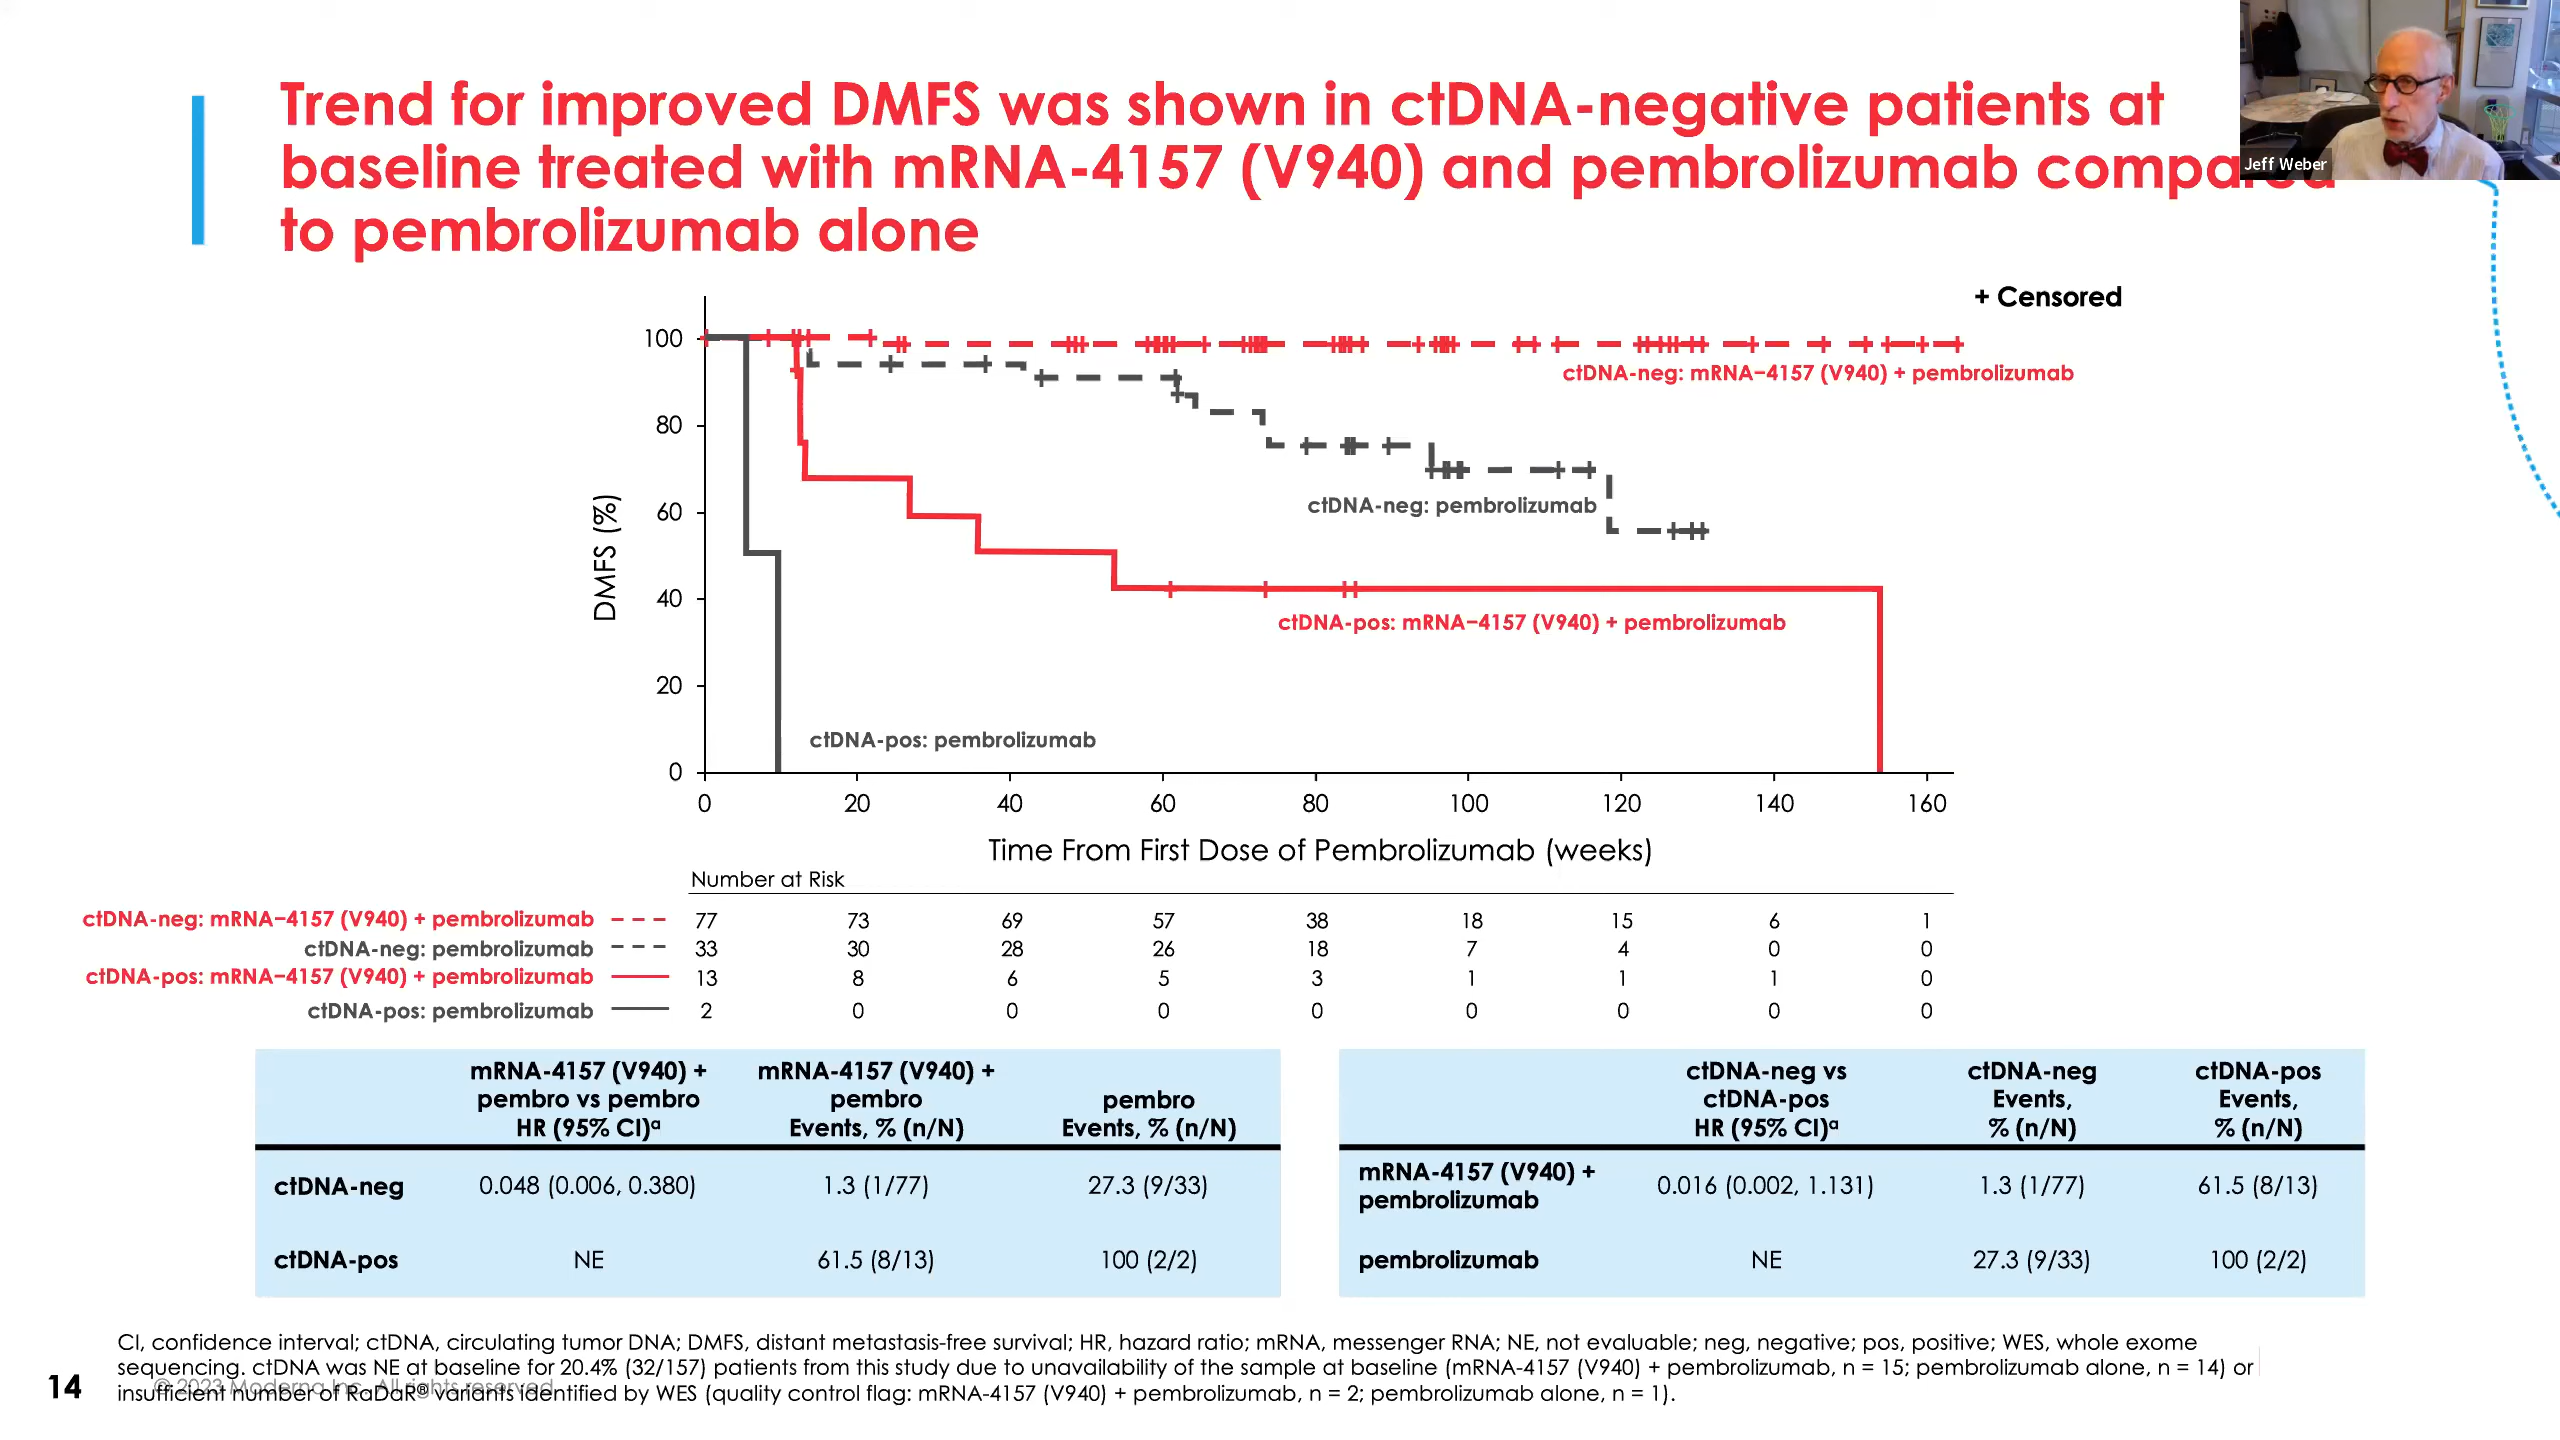 Jeff Weber
Trend for improved DMFS was shown in ctDNA-negative patients at
baseline treated with mRNA-4157 (V940) and pembrolizumab compared
to pembrolizumab alone
+ Censored
100
80
60
40
20
0
DMFS (%)
ctDNA-neg: mRNA−4157 (V940) + pembrolizumab
ctDNA-neg: pembrolizumab
ctDNA-pos: mRNA−4157 (V940) + pembrolizumab
ctDNA-pos: pembrolizumab
0 20 40 60 80 100 120 140 160
Time From First Dose of Pembrolizumab (weeks)
Number at Risk
ctDNA-neg: mRNA−4157 (V940) + pembrolizumab 77 73 69 57 38 18 15 6 1
ctDNA-neg: pembrolizumab 33 30 28 26 18 7 4 0 0
ctDNA-pos: mRNA−4157 (V940) + pembrolizumab 13 8 6 5 3 1 1 1 0
ctDNA-pos: pembrolizumab 2 0 0 0 0 0 0 0 0
mRNA-4157 (V940) + mRNA-4157 (V940) +
pembro vs pembro pembro pembro
HR (95% CI)ᵃ Events, % (n/N) Events, % (n/N)
ctDNA-neg 0.048 (0.006, 0.380) 1.3 (1/77) 27.3 (9/33)
ctDNA-pos NE 61.5 (8/13) 100 (2/2)
ctDNA-neg vs ctDNA-neg ctDNA-pos
ctDNA-pos Events, Events,
HR (95% CI)ᵃ % (n/N) % (n/N)
mRNA-4157 (V940) +
pembrolizumab 0.016 (0.002, 1.131) 1.3 (1/77) 61.5 (8/13)
pembrolizumab NE 27.3 (9/33) 100 (2/2)
CI, confidence interval; ctDNA, circulating tumor DNA; DMFS, distant metastasis-free survival; HR, hazard ratio; mRNA, messenger RNA; NE, not evaluable; neg, negative; pos, positive; WES, whole exome
sequencing. ctDNA was NE at baseline for 20.4% (32/157) patients from this study due to unavailability of the sample at baseline (mRNA-4157 (V940) + pembrolizumab, n = 15; pembrolizumab alone, n = 14) or
insufficient number of RaDaR® variants identified by WES (quality control flag: mRNA-4157 (V940) + pembrolizumab, n = 2; pembrolizumab alone, n = 1).
© 2023 Moderna Inc. All rights reserved
14